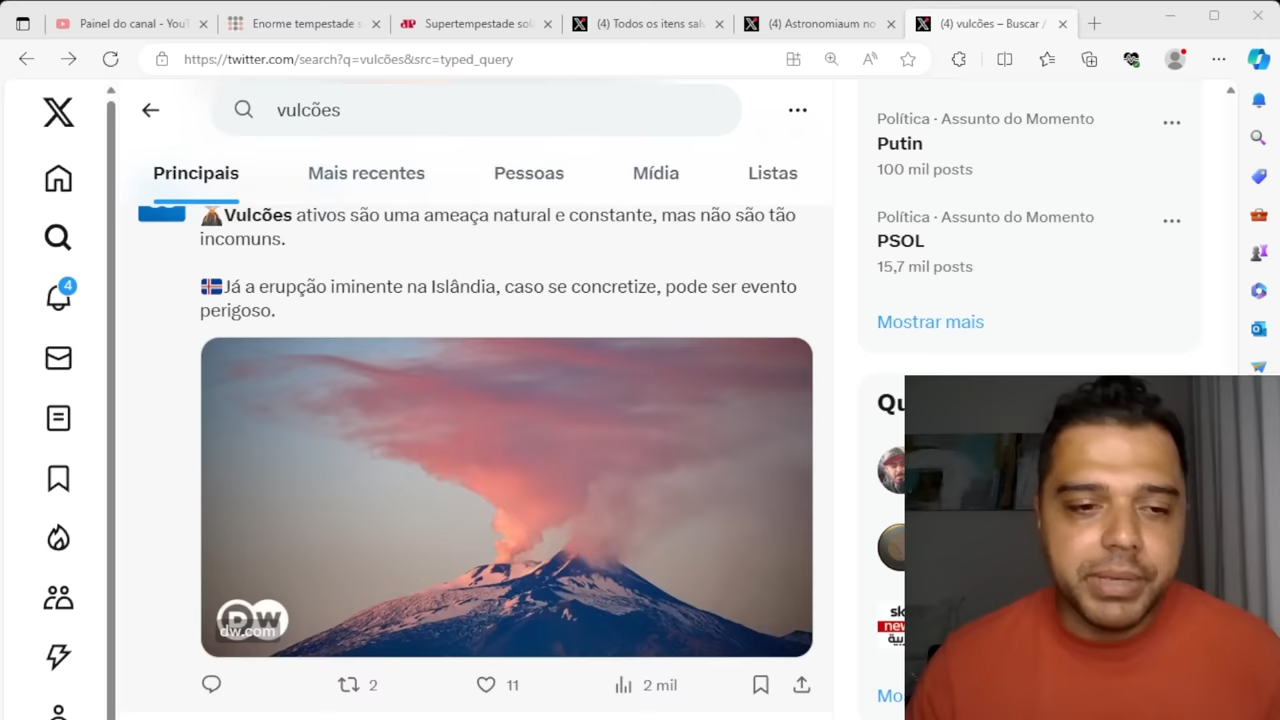 Painel do canal - YouT
Enorme tempestade s
Supertempestade sol
(4) Todos os itens salv
(4) Astronomiaum no
(4) vulcões – Buscar /
https://twitter.com/search?q=vulcões&src=typed_query
vulcões
Principais
Mais recentes
Pessoas
Mídia
Listas
Vulcões ativos são uma ameaça natural e constante, mas não são tão
incomuns.
4
Já a erupção iminente na Islândia, caso se concretize, pode ser evento
perigoso.
DW
dw.com
2
11
2 mil
Política · Assunto do Momento
Putin
100 mil posts
Política · Assunto do Momento
PSOL
15,7 mil posts
Mostrar mais
Qu
sk
new
Mo